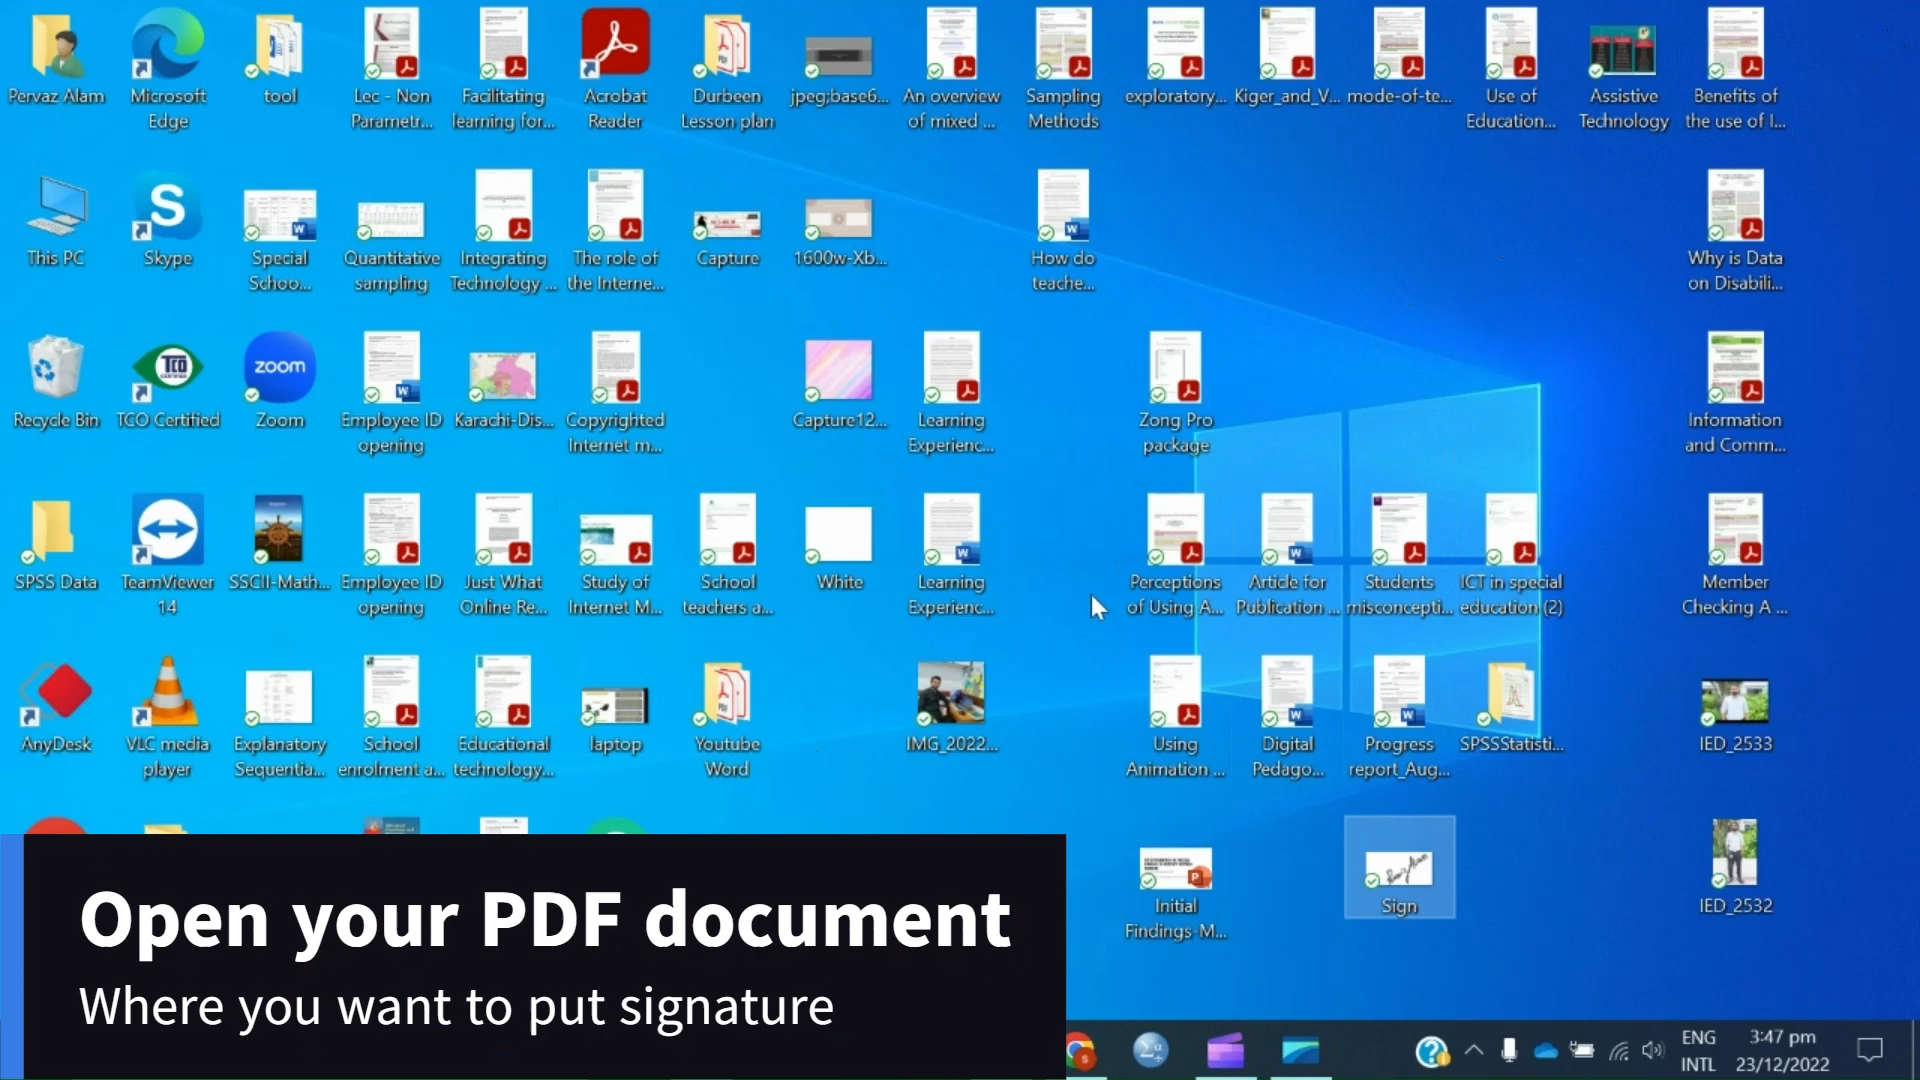 Pervaz Alam
Microsoft
Edge
tool
Lec - Non
Parametr...
Facilitating
learning for...
Acrobat
Reader
Durbeen
Lesson plan
jpeg;base6...
An overview
of mixed ...
Sampling
Methods
exploratory...
Kiger_and_V...
mode-of-te...
Use of
Education...
Assistive
Technology
Benefits of
the use of I...
This PC
Skype
Special
Schoo...
Quantitative
sampling
Integrating
Technology ...
The role of
the Interne...
Capture
1600w-Xb...
How do
teache...
Why is Data
on Disabili...
Recycle Bin
TCO Certified
zoom
Zoom
Employee ID
opening
Karachi-Dis...
Copyrighted
Internet m...
Capture12...
Learning
Experienc...
Zong Pro
package
Information
and Comm...
SPSS Data
TeamViewer
14
SSCII-Math...
Employee ID
opening
Just What
Online Re...
Study of
Internet M...
School
teachers a...
White
Learning
Experienc...
Perceptions
of Using A...
Article for
Publication ...
Students
misconcepti...
ICT in special
education (2)
Member
Checking A ...
AnyDesk
VLC media
player
Explanatory
Sequentia...
School
enrolment a...
Educational
technology...
laptop
Youtube
Word
IMG_2022...
Using
Animation ...
Digital
Pedago...
Progress
report_Aug...
SPSSStatisti...
IED_2533
Initial
Findings-M...
Sign
IED_2532
Open your PDF document
Where you want to put signature
ENG
INTL
3:47 pm
23/12/2022